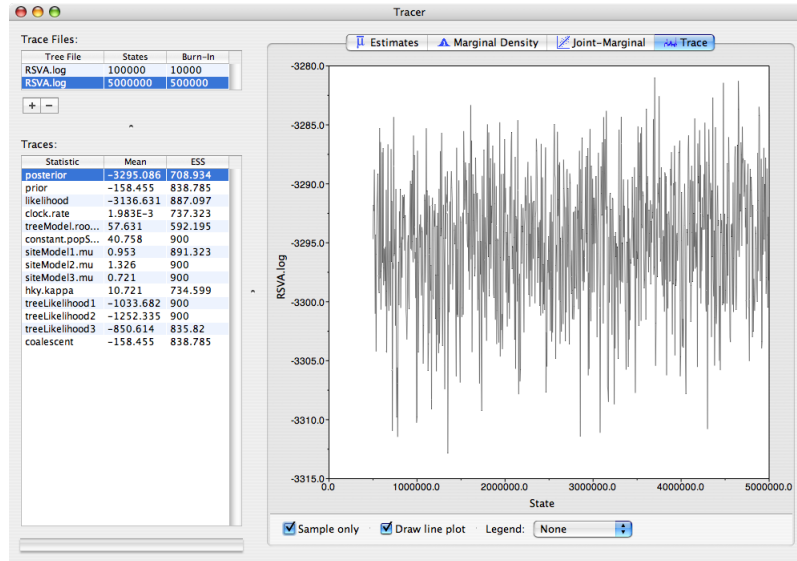 Tracer
Trace Files:
Tree File States Burn-In
RSVA.log 100000 10000
RSVA.log 5000000 500000
+ -
Traces:
Statistic Mean ESS
posterior -3295.086 708.934
prior -158.455 838.785
likelihood -3136.631 887.097
clock.rate 1.983E-3 737.323
treeModel.roo... 57.631 592.195
constant.popS... 40.758 900
siteModel1.mu 0.953 891.323
siteModel2.mu 1.326 900
siteModel3.mu 0.721 900
hky.kappa 10.721 734.599
treeLikelihood1 -1033.682 900
treeLikelihood2 -1252.335 900
treeLikelihood3 -850.614 835.82
coalescent -158.455 838.785
μ Estimates Marginal Density Joint-Marginal Trace
-3280.0
-3285.0
-3290.0
-3295.0
-3300.0
-3305.0
-3310.0
-3315.0
RSVA.log
0.0 1000000.0 2000000.0 3000000.0 4000000.0 5000000.0
State
Sample only Draw line plot Legend: None